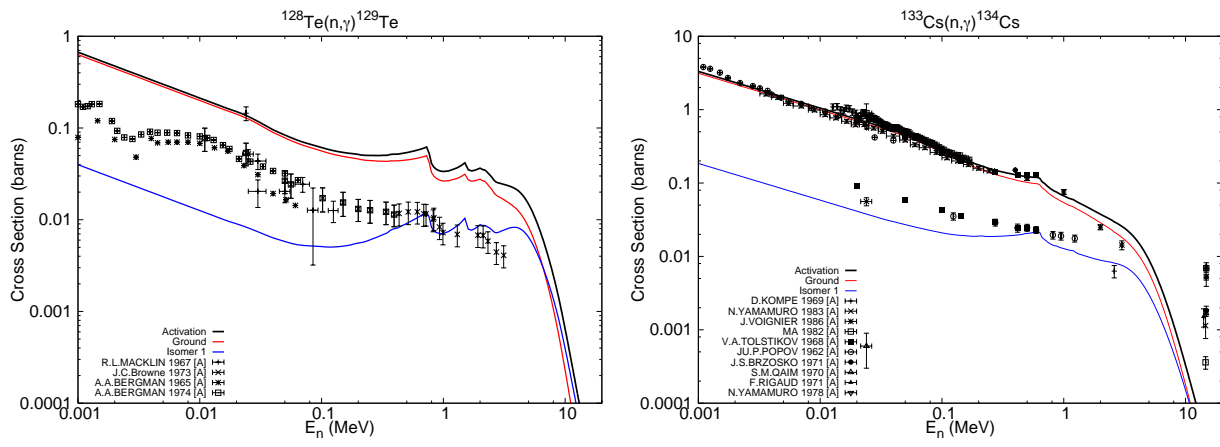 128Te(n,γ)129Te
Cross Section (barns)
1
0.1
0.01
0.001
0.0001
Activation
Ground
Isomer 1
R.L.MACKLIN 1967 [A]
J.C.Browne 1973 [A]
A.A.BERGMAN 1965 [A]
A.A.BERGMAN 1974 [A]
0.001 0.01 0.1 1 10
En (MeV)
133Cs(n,γ)134Cs
Cross Section (barns)
10
1
0.1
0.01
0.001
0.0001
Activation
Ground
Isomer 1
D.KOMPE 1969 [A]
N.YAMAMURO 1983 [A]
J.VOIGNIER 1986 [A]
MA 1982 [A]
V.A.TOLSTIKOV 1968 [A]
JU.P.POPOV 1962 [A]
J.S.BRZOSKO 1971 [A]
S.M.QAIM 1970 [A]
F.RIGAUD 1971 [A]
N.YAMAMURO 1978 [A]
0.001 0.01 0.1 1 10
En (MeV)